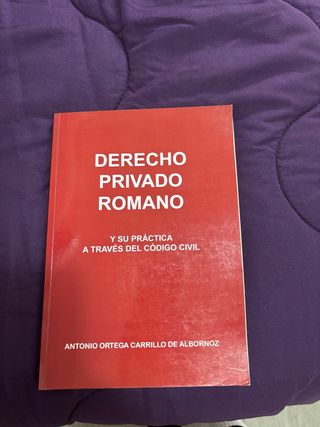 DERECHO
PRIVADO
ROMANO
Y SU PRÁCTICA
A TRAVÉS DEL CÓDIGO CIVIL
ANTONIO ORTEGA CARRILLO DE ALBORNOZ